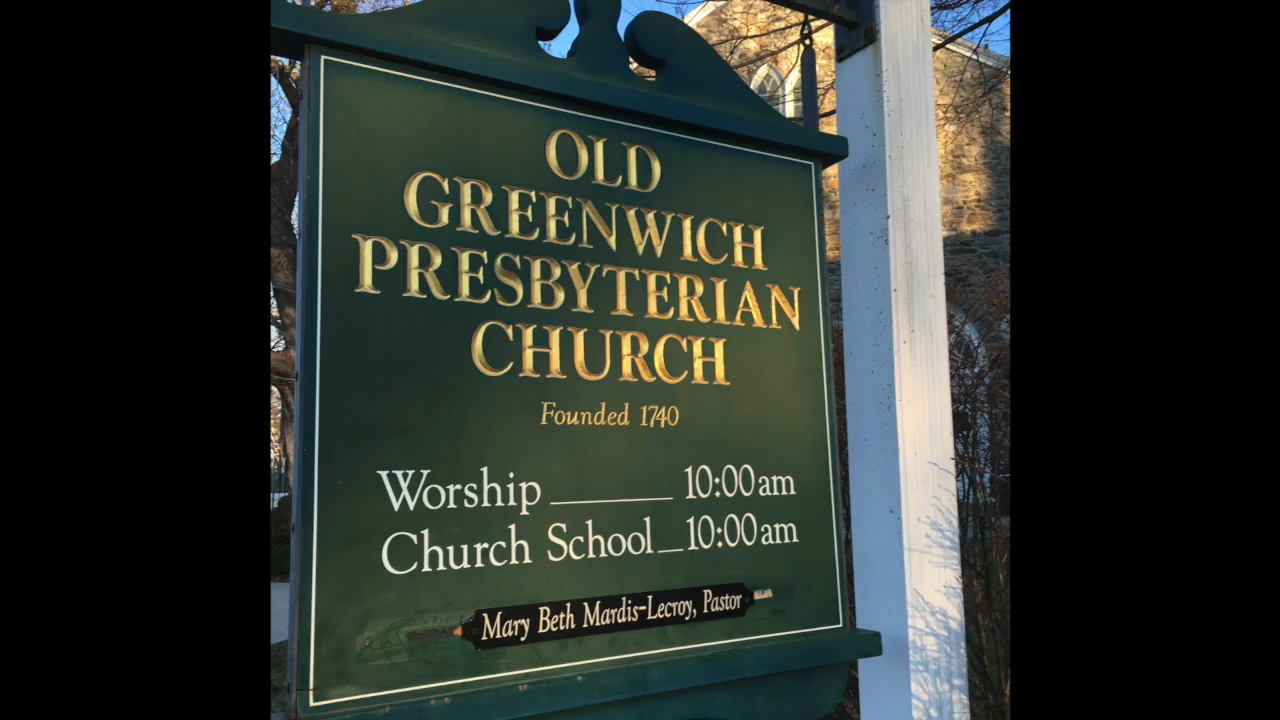 OLD
GREENWICH
PRESBYTERIAN
CHURCH
Founded 1740
Worship ______ 10:00 am
Church School _ 10:00 am
Mary Beth Mardis-Lecroy, Pastor